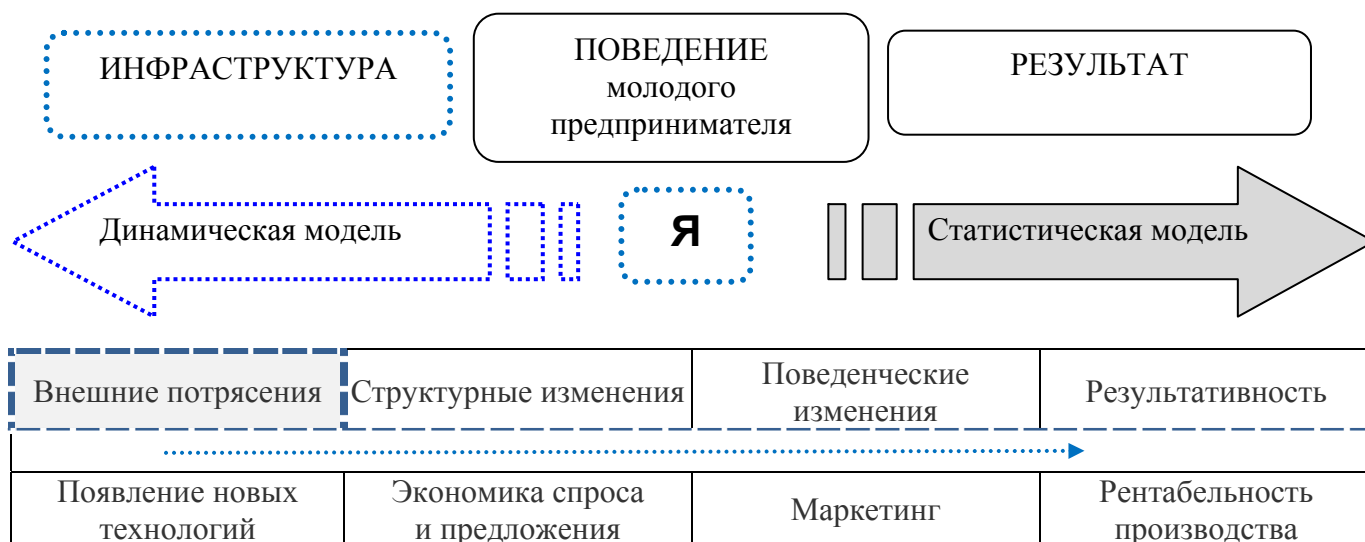 ИНФРАСТРУКТУРА
ПОВЕДЕНИЕ
молодого
предпринимателя
РЕЗУЛЬТАТ
Динамическая модель
Я
Статистическая модель
Внешние потрясения
Структурные изменения
Поведенческие
изменения
Результативность
Появление новых
технологий
Экономика спроса
и предложения
Маркетинг
Рентабельность
производства